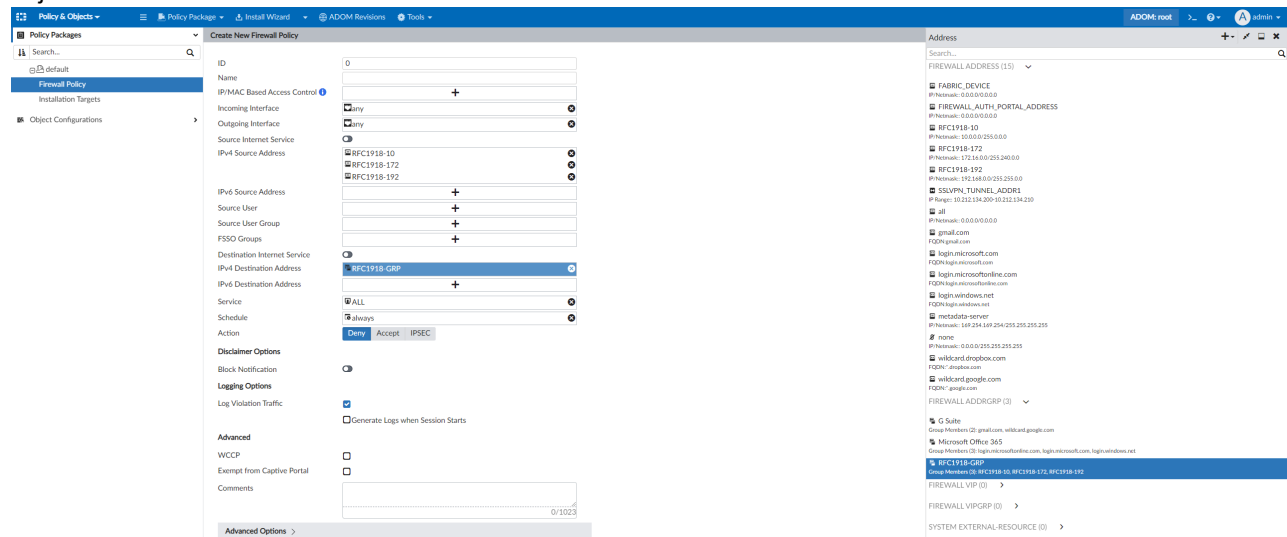 Policy & Objects
Policy Package
Install Wizard
ADOM Revisions
Tools
ADOM: root
>_
?
A
admin
Policy Packages
Search...
default
Firewall Policy
Installation Targets
Object Configurations
Create New Firewall Policy
ID
0
Name
IP/MAC Based Access Control
Incoming Interface
any
Outgoing Interface
any
Source Internet Service
IPv4 Source Address
RFC1918-10
RFC1918-172
RFC1918-192
IPv6 Source Address
Source User
Source User Group
FSSO Groups
Destination Internet Service
IPv4 Destination Address
RFC1918-GRP
IPv6 Destination Address
Service
ALL
Schedule
always
Action
Deny Accept IPSEC
Disclaimer Options
Block Notification
Logging Options
Log Violation Traffic
Generate Logs when Session Starts
Advanced
WCCP
Exempt from Captive Portal
Comments
0/1023
Advanced Options >
Address
Search...
FIREWALL ADDRESS (15)
FABRIC_DEVICE
IP/Netmask: 0.0.0.0/0.0.0.0
FIREWALL_AUTH_PORTAL_ADDRESS
IP/Netmask: 0.0.0.0/0.0.0.0
RFC1918-10
IP/Netmask: 10.0.0.0/255.0.0.0
RFC1918-172
IP/Netmask: 172.16.0.0/255.240.0.0
RFC1918-192
IP/Netmask: 192.168.0.0/255.255.0.0
SSLVPN_TUNNEL_ADDR1
IP Range: 10.212.134.200-10.212.134.210
all
IP/Netmask: 0.0.0.0/0.0.0.0
gmail.com
FQDN:gmail.com
login.microsoft.com
FQDN:login.microsoft.com
login.microsoftonline.com
FQDN:login.microsoftonline.com
login.windows.net
FQDN:login.windows.net
metadata-server
IP/Netmask: 169.254.169.254/255.255.255.255
none
IP/Netmask: 0.0.0.0/255.255.255.255
wildcard.dropbox.com
FQDN:*.dropbox.com
wildcard.google.com
FQDN:*.google.com
FIREWALL ADDRGRP (3)
G Suite
Group Members (2): gmail.com, wildcard.google.com
Microsoft Office 365
Group Members (3): login.microsoftonline.com, login.microsoft.com, login.windows.net
RFC1918-GRP
Group Members (3): RFC1918-10, RFC1918-172, RFC1918-192
FIREWALL VIP (0) >
FIREWALL VIPGRP (0) >
SYSTEM EXTERNAL-RESOURCE (0) >